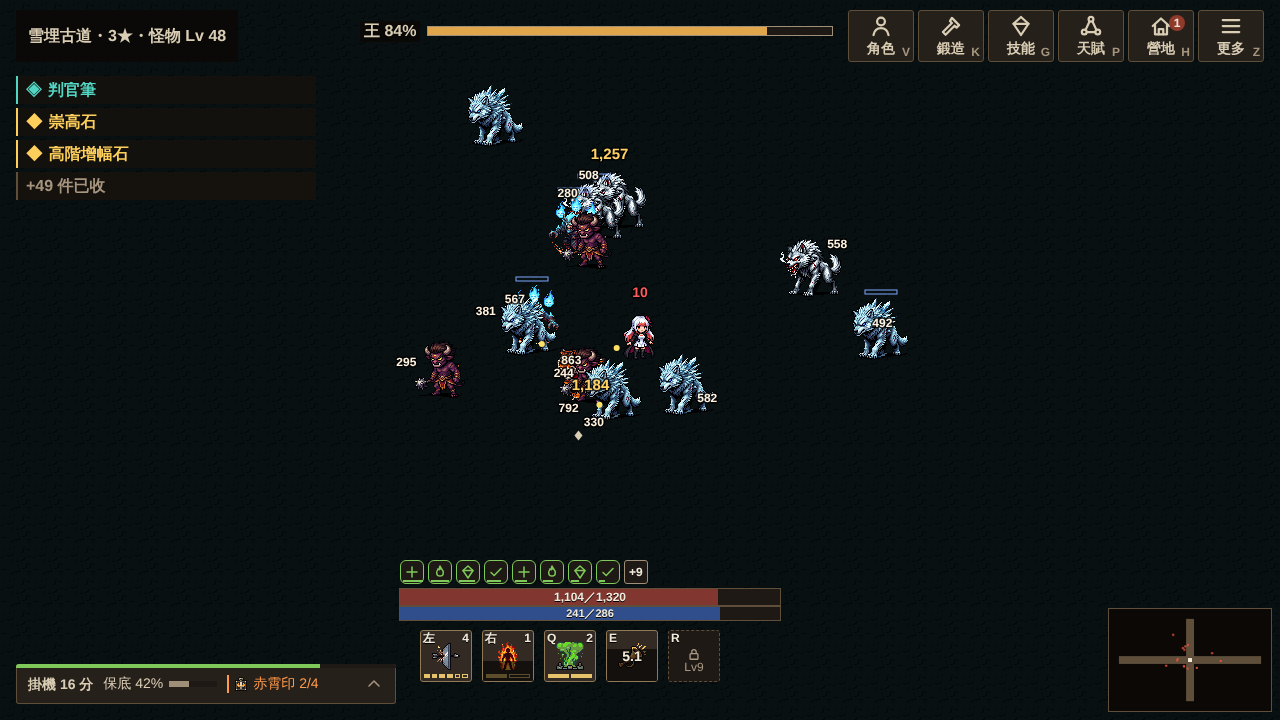 雪埋古道・3★・怪物 Lv 48
王 84%
角色 V
鍛造 K
技能 G
天賦 P
營地 H
1
更多 Z
◈ 判官筆
◆ 崇高石
◆ 高階增幅石
+49 件已收
1,257
508
280
558
10
567
381
492
295
863
244
1,184
582
792
330
+9
1,104／1,320
241／286
左 4
右 1
Q 2
E 5.1
R Lv9
掛機 16 分 保底 42% 赤霄印 2/4